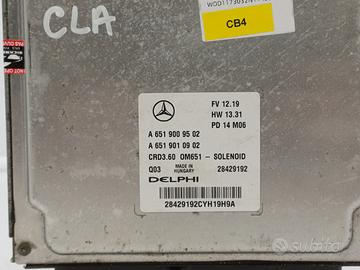 CLA
CB4
FV 12.19
HW 13.31
PD 14 M06
A 651 900 95 02
A 651 901 09 02
CRD3.60 OM651 - SOLENOID
Q03 MADE IN HUNGARY 28429192
DELPHI
28429192CYH19H9A
subito